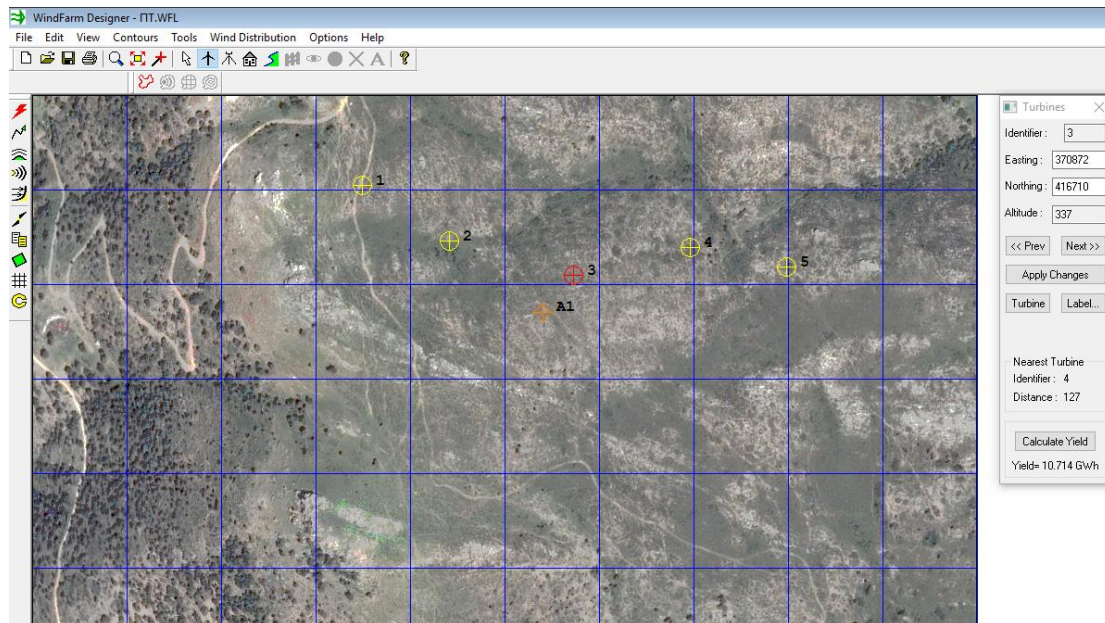 WindFarm Designer - ΠΤ.WFL
File Edit View Contours Tools Wind Distribution Options Help
A ?
1
2
3
4
5
A1
Turbines
Identifier : 3
Easting : 370872
Northing : 416710
Altitude : 337
<< Prev Next >>
Apply Changes
Turbine Label...
Nearest Turbine
Identifier : 4
Distance : 127
Calculate Yield
Yield= 10.714 GWh